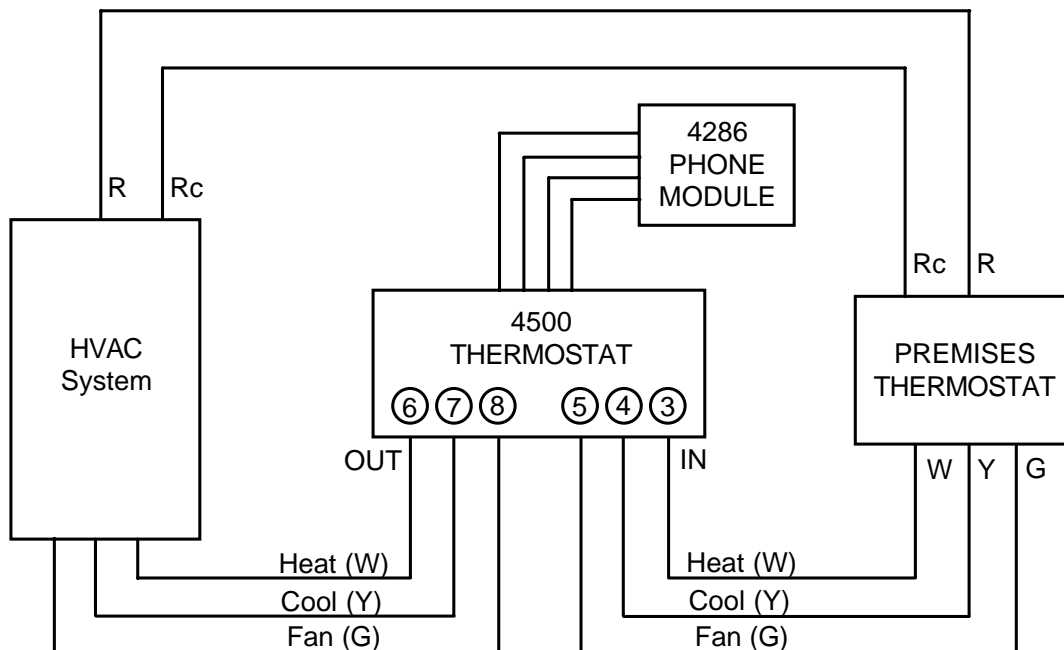 4286
PHONE
MODULE
R
Rc
Rc
R
HVAC
System
4500
THERMOSTAT
6
7
8
5
4
3
PREMISES
THERMOSTAT
OUT
IN
W
Y
G
Heat (W)
Heat (W)
Cool (Y)
Cool (Y)
Fan (G)
Fan (G)